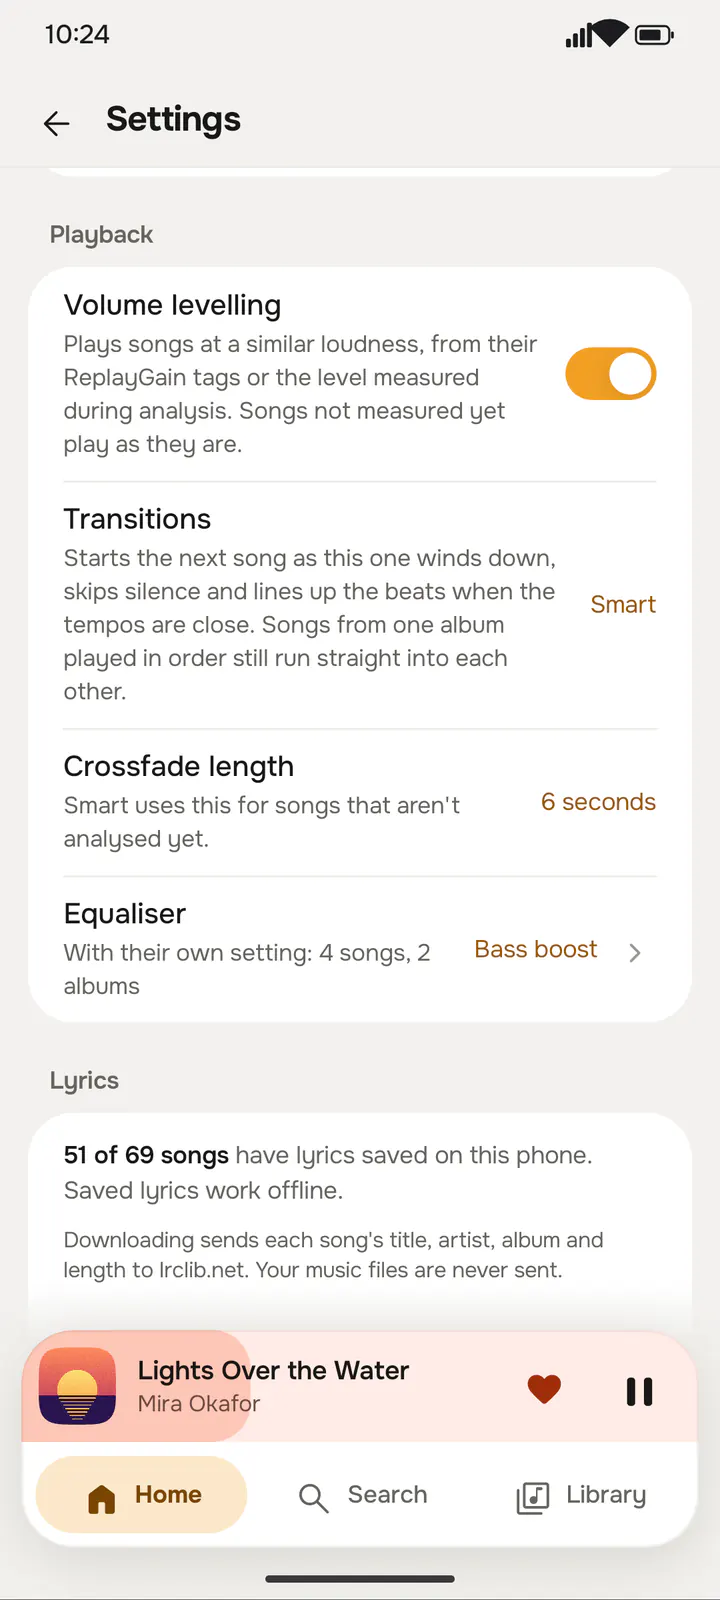 10:24
Settings
Playback
Volume levelling
Plays songs at a similar loudness, from their
ReplayGain tags or the level measured
during analysis. Songs not measured yet
play as they are.
Transitions
Starts the next song as this one winds down,
skips silence and lines up the beats when the
tempos are close. Songs from one album
played in order still run straight into each
other.
Smart
Crossfade length
Smart uses this for songs that aren't
analysed yet.
6 seconds
Equaliser
With their own setting: 4 songs, 2
albums
Bass boost
Lyrics
51 of 69 songs have lyrics saved on this phone.
Saved lyrics work offline.
Downloading sends each song's title, artist, album and
length to lrclib.net. Your music files are never sent.
Lights Over the Water
Mira Okafor
Home
Search
Library